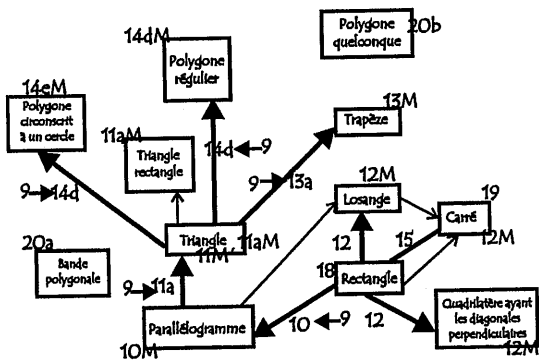 14dM
Polygone
régulier
Polygone
quelconque
20b
14eM
Polygone
circonscrit
à un cercle
11aM
Triangle
rectangle
14d
9
13M
Trapèze
9
13a
9
14d
12M
Losange
19
Carré
12M
Triangle
11M
11aM
20a
Bande
polygonale
12
15
18
Rectangle
9
11a
Parallélogramme
10M
10
9
12
Quadrilatère ayant
les diagonales
perpendiculaires
12M